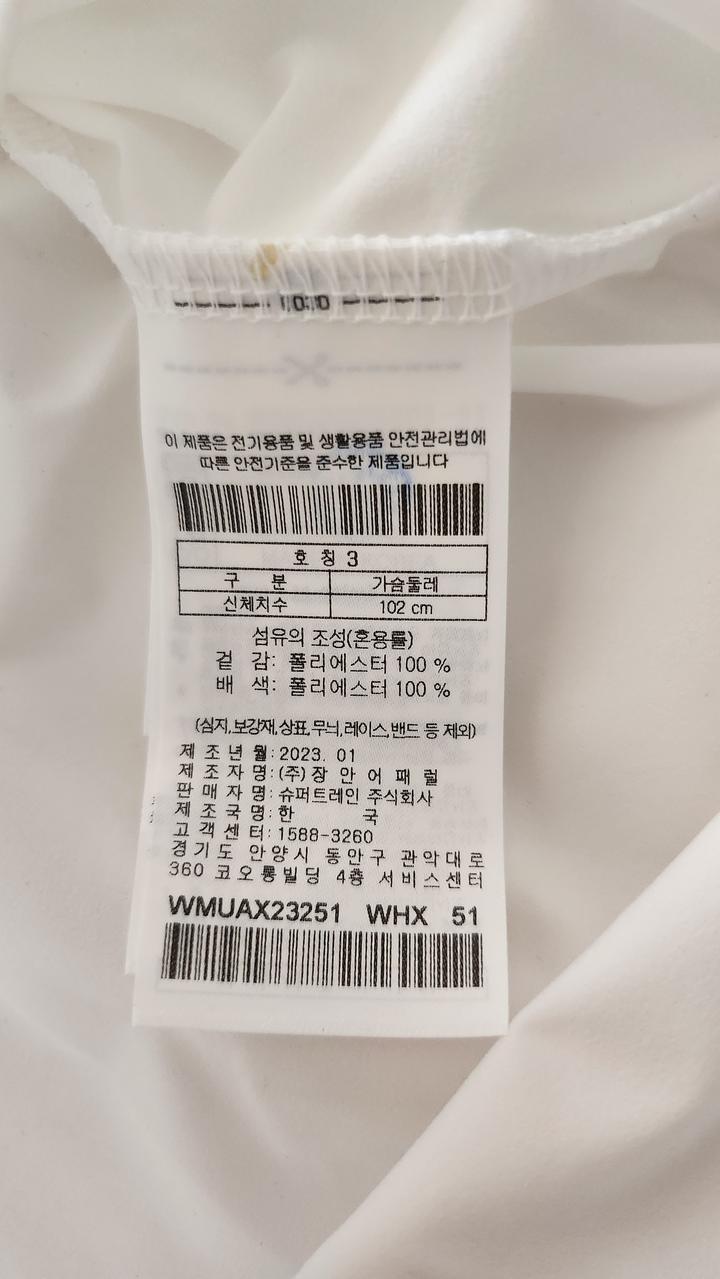 이 제품은 전기용품 및 생활용품 안전관리법에
따른 안전기준을 준수한 제품입니다
호 칭 3
구 분 가슴둘레
신체치수 102 cm
섬유의 조성(혼용률)
겉 감: 폴리에스터 100 %
배 색: 폴리에스터 100 %
(심지,보강재,상표,무늬,레이스,밴드 등 제외)
제 조 년 월:2023. 01
제 조 자 명:(주)장 안 어 패 럴
판 매 자 명:슈퍼트레인 주식회사
제 조 국 명:한 국
고 객 센 터:1588-3260
경 기 도 안 양 시 동 안 구 관 악 대 로
360 코 오 롱 빌 딩 4층 서 비 스 센 터
WMUAX23251 WHX 51